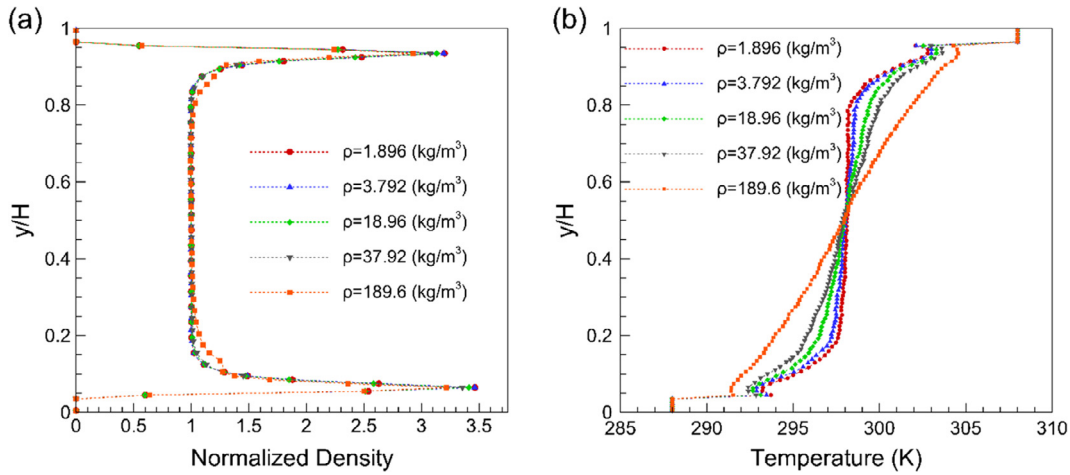 (a)
y/H
1
0.8
0.6
0.4
0.2
0
ρ=1.896 (kg/m³)
ρ=3.792 (kg/m³)
ρ=18.96 (kg/m³)
ρ=37.92 (kg/m³)
ρ=189.6 (kg/m³)
0 0.5 1 1.5 2 2.5 3 3.5
Normalized Density
(b)
y/H
1
0.8
0.6
0.4
0.2
0
ρ=1.896 (kg/m³)
ρ=3.792 (kg/m³)
ρ=18.96 (kg/m³)
ρ=37.92 (kg/m³)
ρ=189.6 (kg/m³)
285 290 295 300 305 310
Temperature (K)